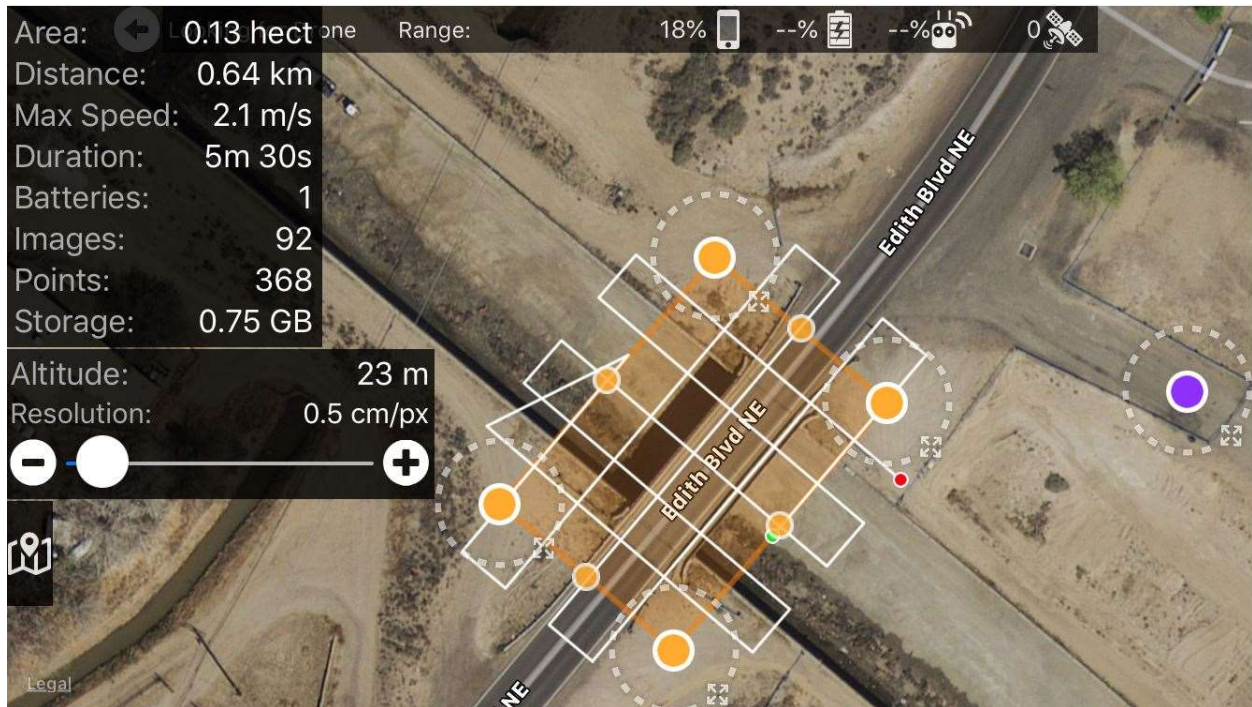 Area: 0.13 hect
Distance: 0.64 km
Max Speed: 2.1 m/s
Duration: 5m 30s
Batteries: 1
Images: 92
Points: 368
Storage: 0.75 GB
Drone Range: 18% --% --% 0
Altitude: 23 m
Resolution: 0.5 cm/px
Edith Blvd NE
Edith Blvd NE
NE
Legal